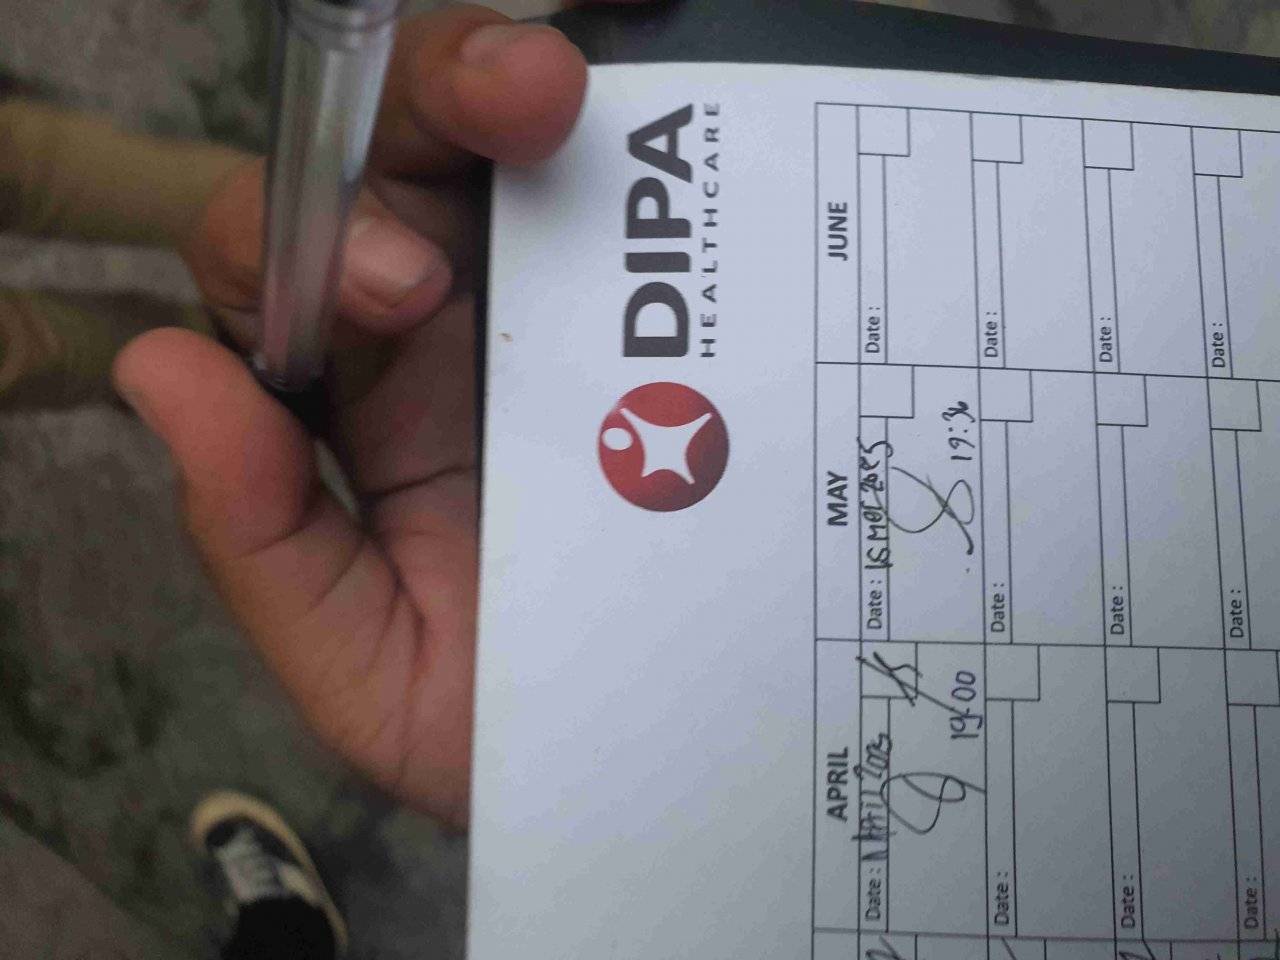 DIPA
HEALTHCARE
APRIL MAY JUNE
Date : April Date : 15 Mei 2025 Date :
19:00 19:36
Date : Date : Date :
Date : Date : Date :
Date : Date : Date :